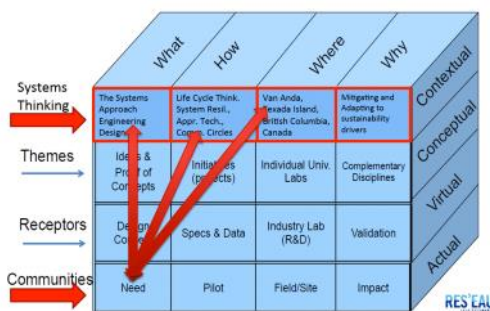 What
How
Where
Why
Contextual
Conceptual
Virtual
Actual
Systems
Thinking
The Systems
Approach
Engineering
Design
Life Cycle Think.
System Resil.,
Appr. Tech.,
Comm. Circles
Van Anda,
Texada Island,
British Columbia,
Canada
Mitigating and
Adapting to
sustainability
drivers
Themes
Ideas &
Proof of
Concepts
Initiatives
(projects)
Individual Univ.
Labs
Complementary
Disciplines
Receptors
Design
Specs & Data
Industry Lab
(R&D)
Validation
Communities
Need
Pilot
Field/Site
Impact
RES'EAU